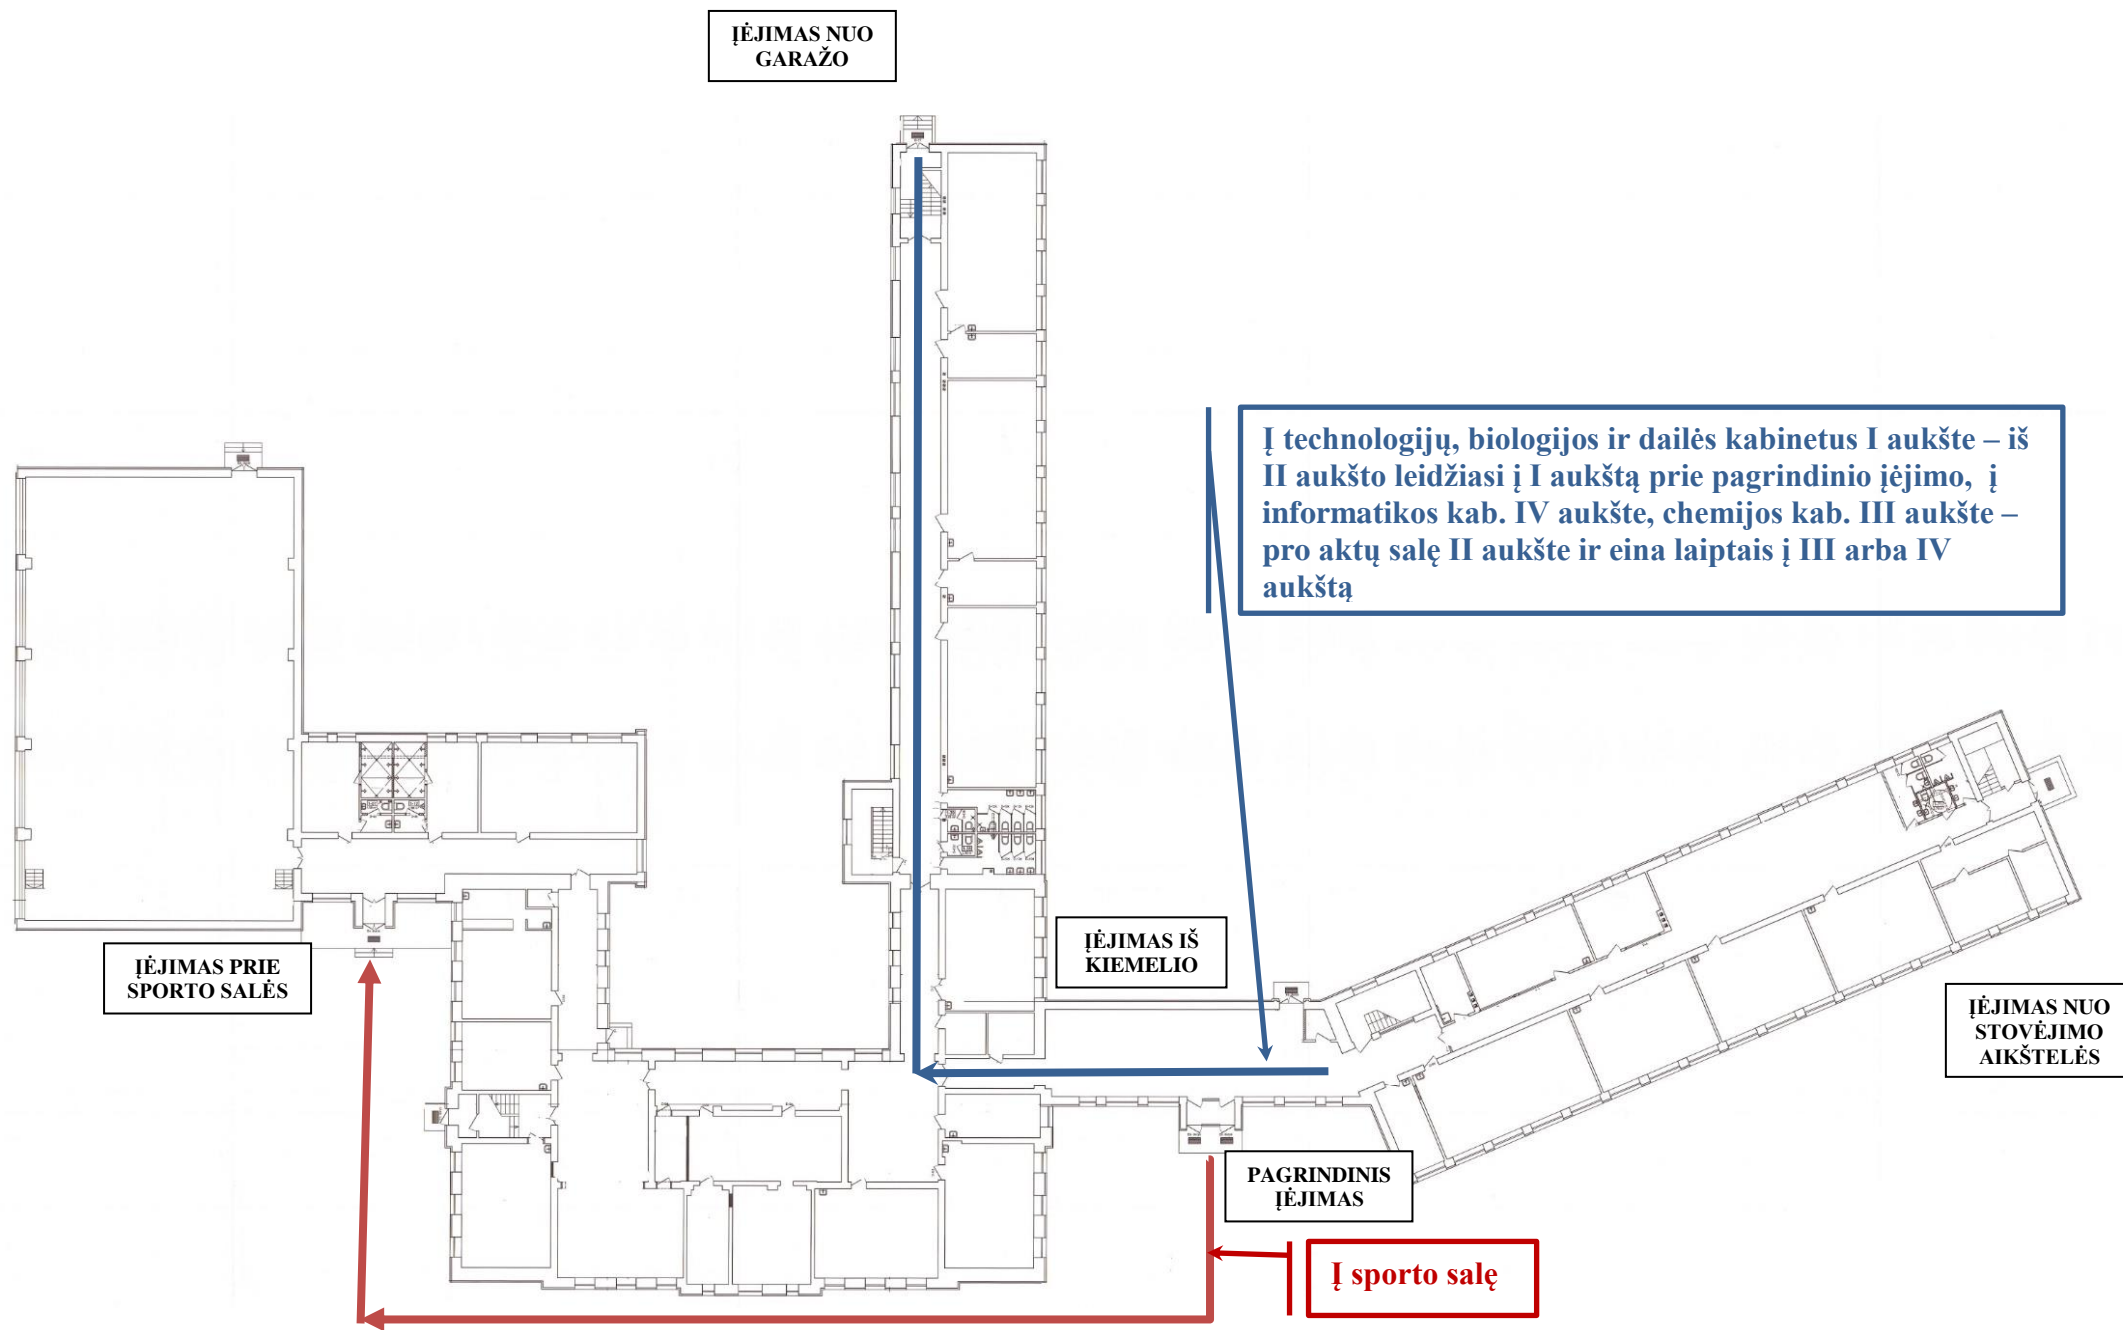 ĮĖJIMAS NUO
GARAŽO
Į technologijų, biologijos ir dailės kabinetus I aukšte – iš
II aukšto leidžiasi į I aukštą prie pagrindinio įėjimo, į
informatikos kab. IV aukšte, chemijos kab. III aukšte –
pro aktų salę II aukšte ir eina laiptais į III arba IV
aukštą
ĮĖJIMAS IŠ
KIEMELIO
ĮĖJIMAS PRIE
SPORTO SALĖS
ĮĖJIMAS NUO
STOVĖJIMO
AIKŠTELĖS
PAGRINDINIS
ĮĖJIMAS
Į sporto salę